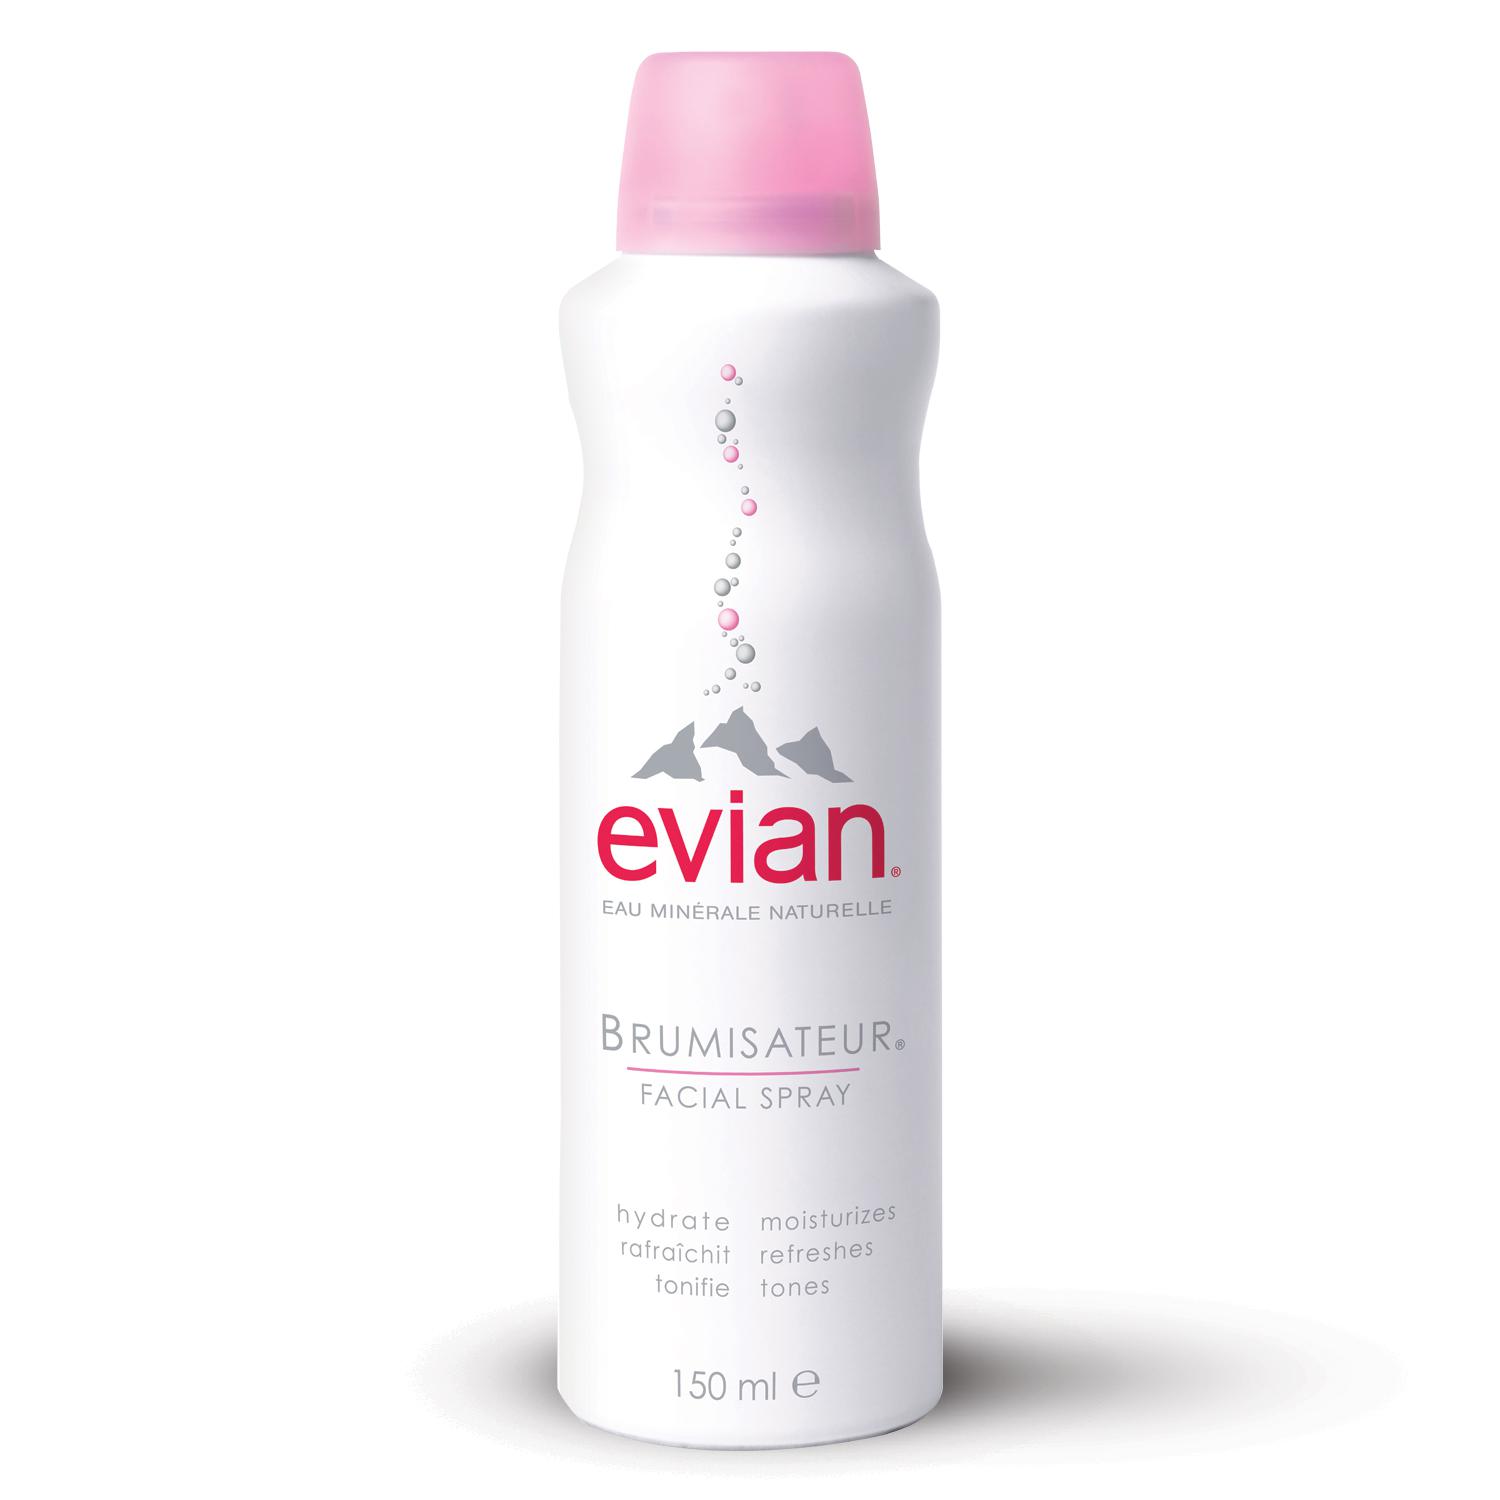 evian®
EAU MINÉRALE NATURELLE
BRUMISATEUR®
FACIAL SPRAY
hydrate moisturizes
rafraîchit refreshes
tonifie tones
150 ml ℮